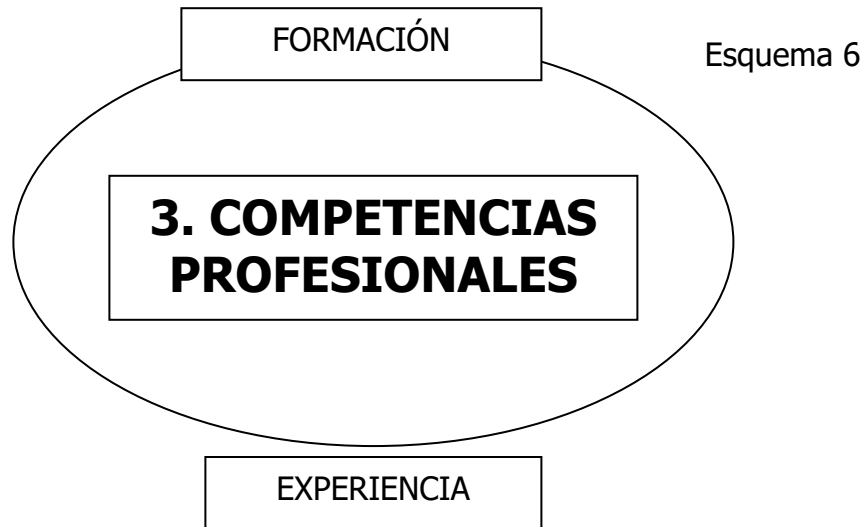 FORMACIÓN
Esquema 6
3. COMPETENCIAS
PROFESIONALES
EXPERIENCIA